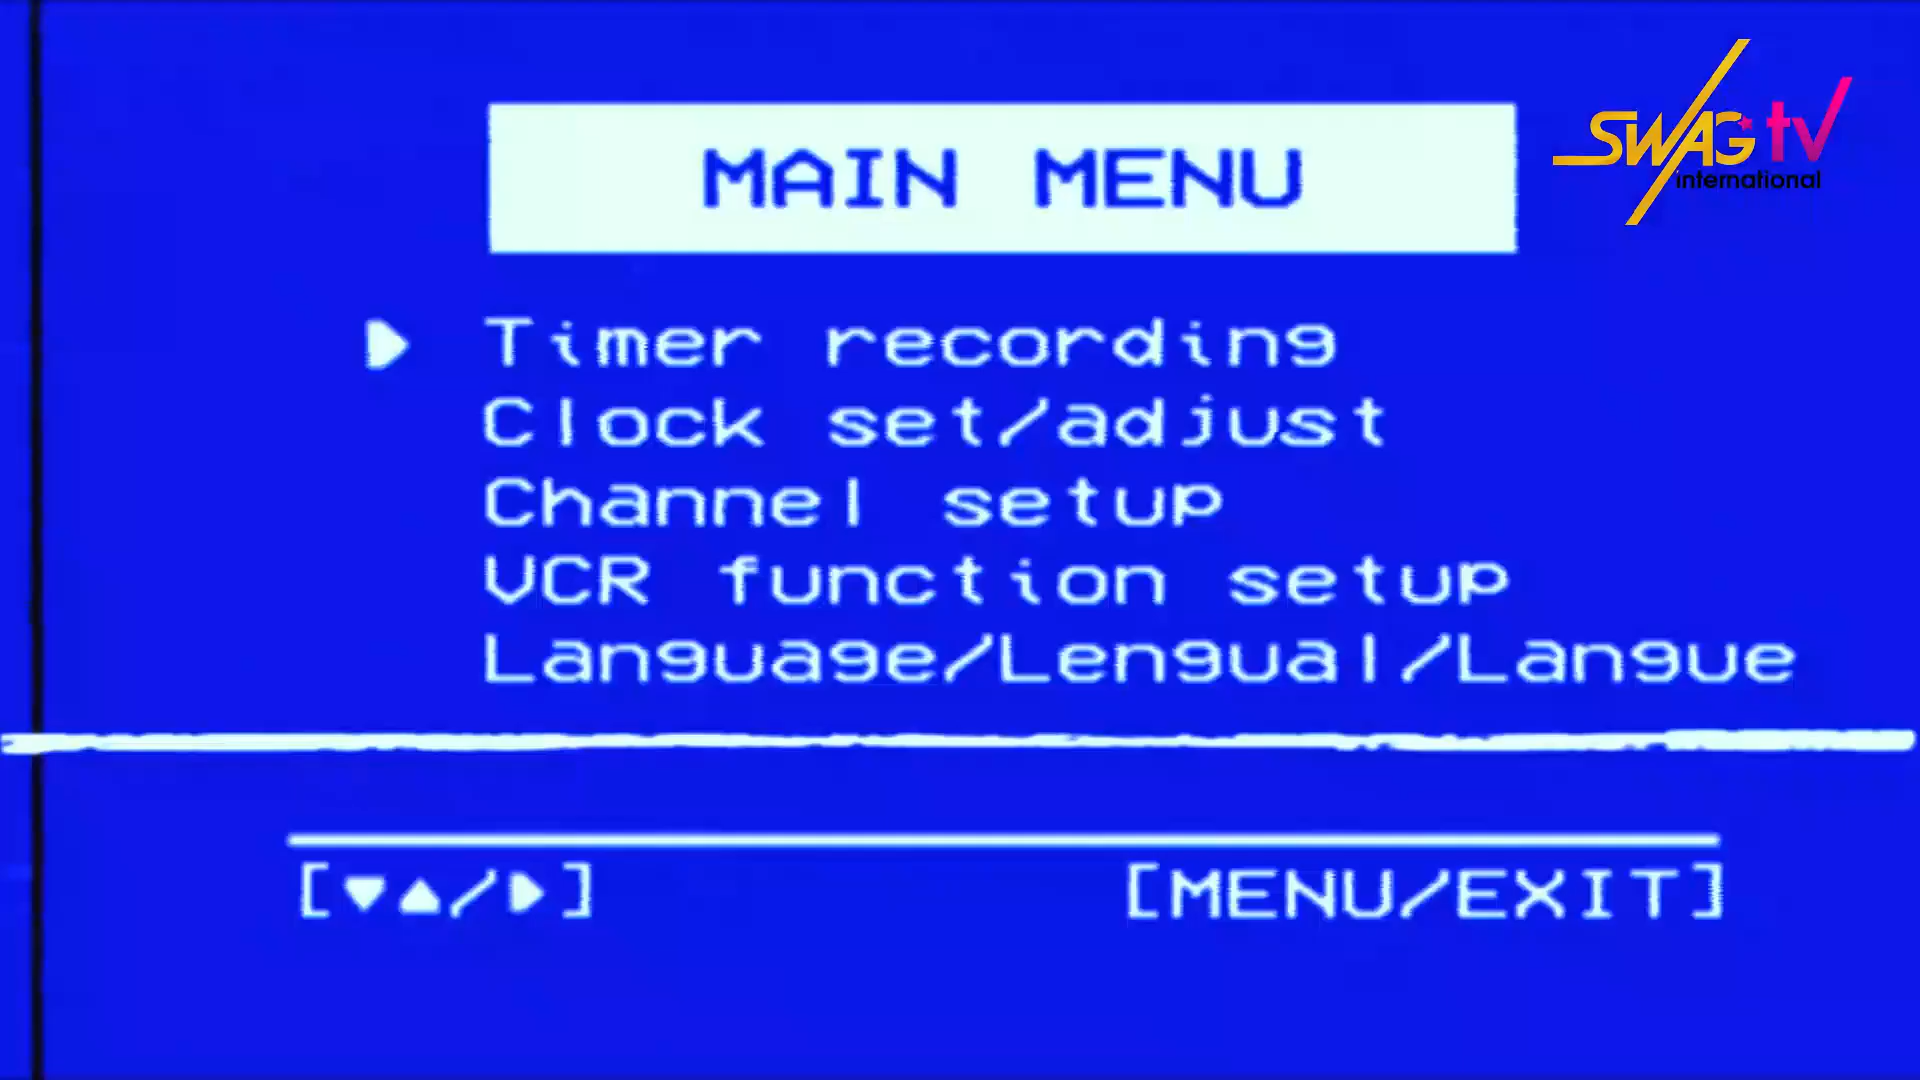 MAIN MENU
SWAG tv
international
▶ Timer recording
Clock set/adjust
Channel setup
VCR function setup
Language/Lengual/Langue
[▼▲/▶] [MENU/EXIT]